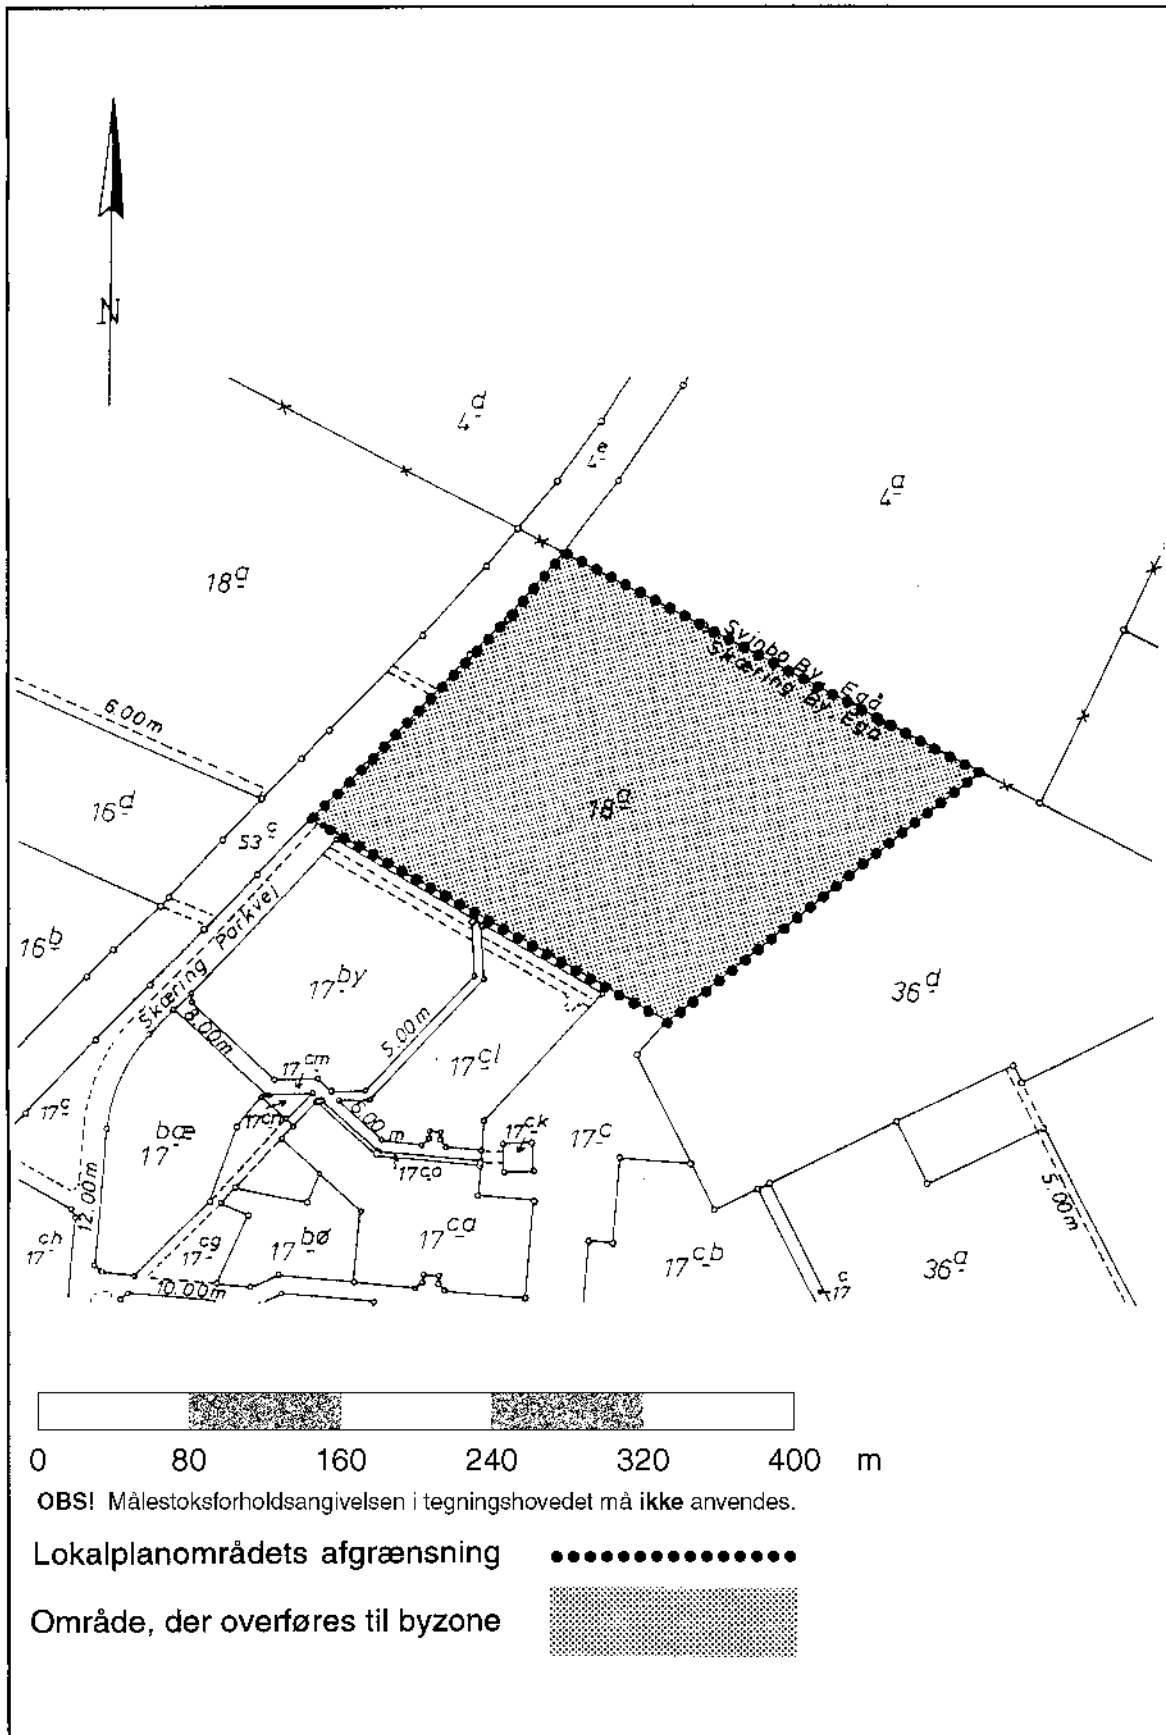 N
4d
4e
4a
18a
Svinbo By, Egå
Skæring By, Egå
6.00m
18a
16d
53c
Skæring Parkvej
16b
17by
36d
8.00m
5.00m
17cm
17cl
17c
17cn
6.00 m
17ck
17c
17bæ
17co
12.00m
5.00m
17ch
17cg
17bø
17ca
17cb
36a
17c
10.00m
0 80 160 240 320 400 m
OBS! Målestoksforholdsangivelsen i tegningshovedet må ikke anvendes.
Lokalplanområdets afgrænsning
Område, der overføres til byzone